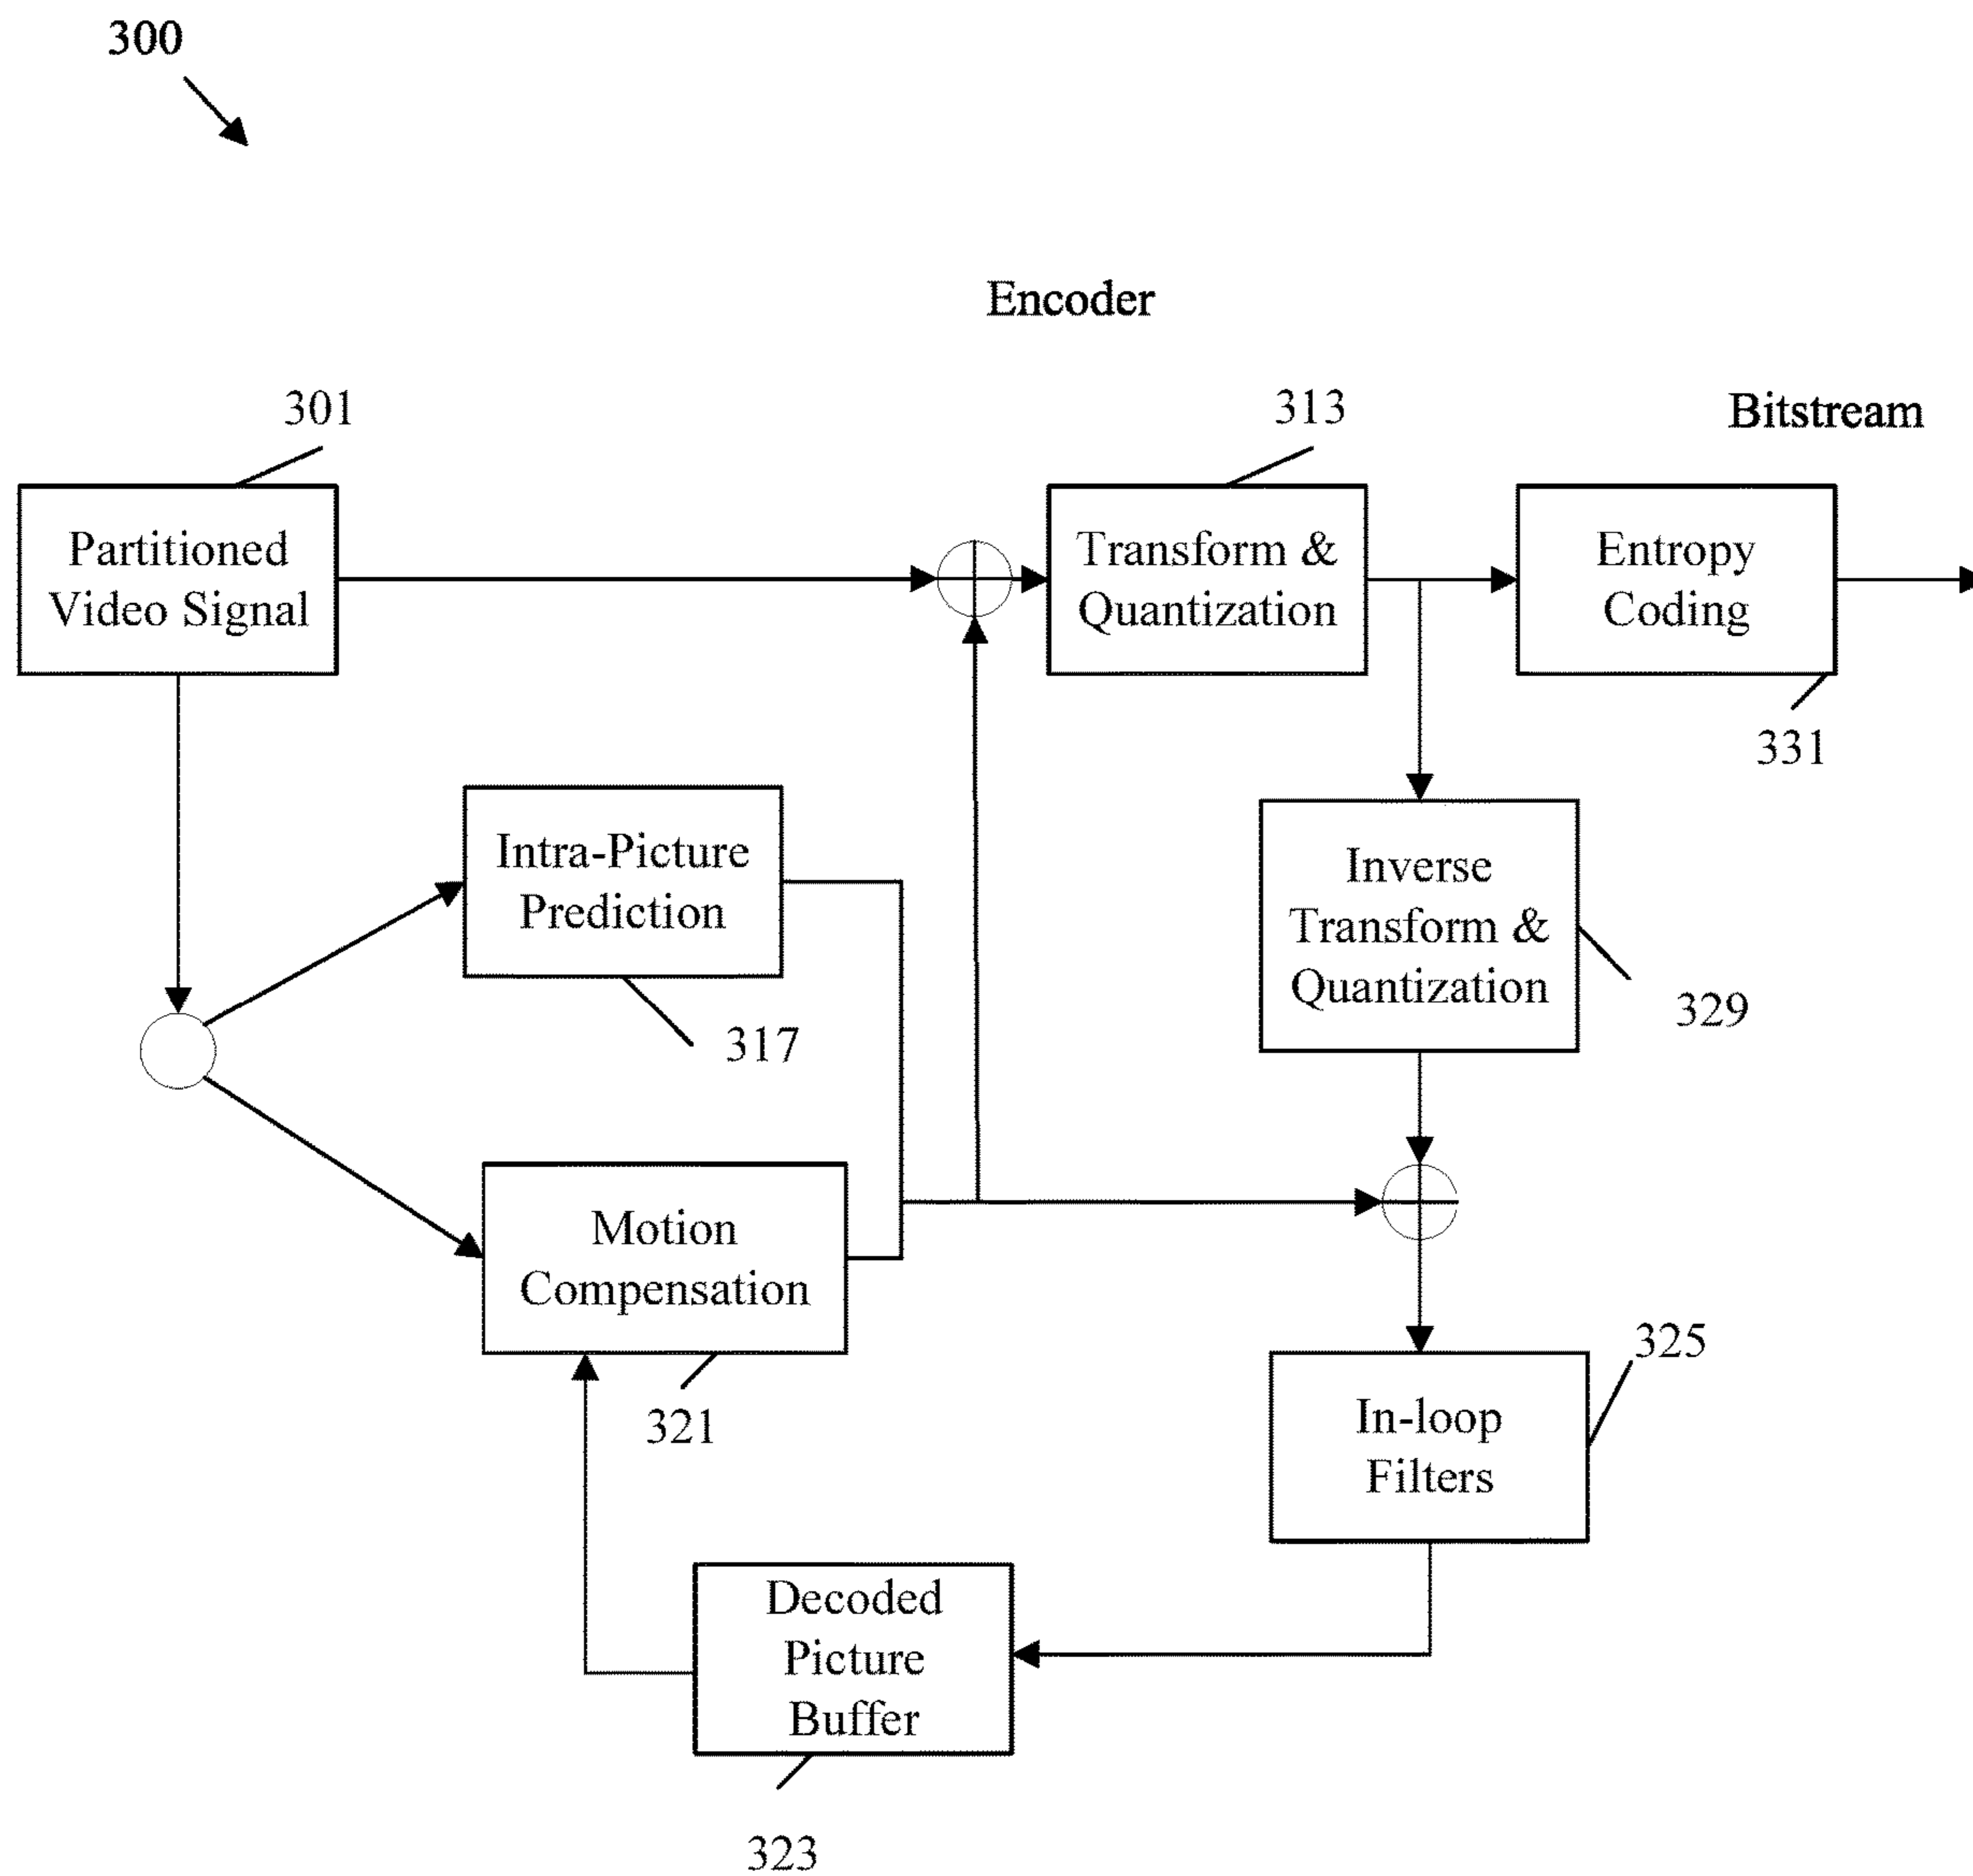 300
Encoder
301
313
Bitstream
Partitioned
Video Signal
Transform &
Quantization
Entropy
Coding
331
Intra-Picture
Prediction
317
Inverse
Transform &
Quantization
329
Motion
Compensation
321
325
In-loop
Filters
Decoded
Picture
Buffer
323